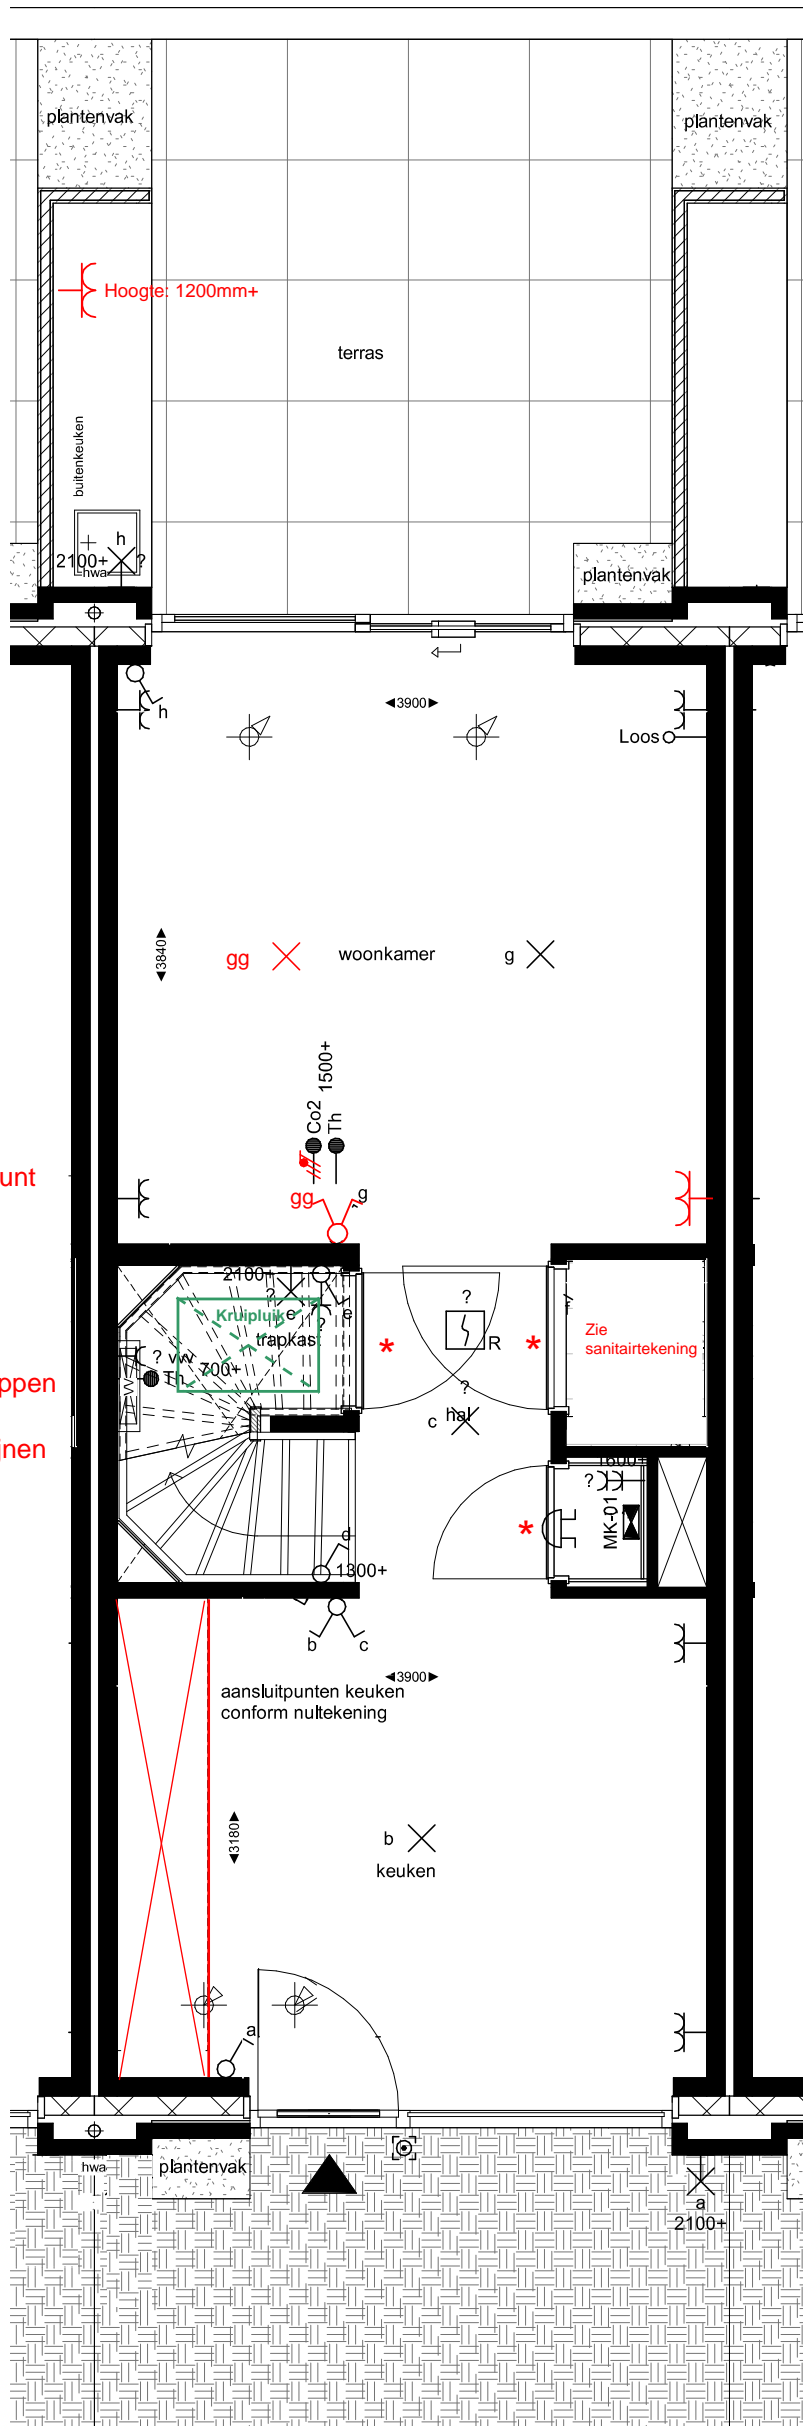 plantenvak
plantenvak
Hoogte: 1200mm+
terras
buitenkeuken
h
2100+ ?
hwa
plantenvak
h
3900
Loos
3840
gg
woonkamer
g
1500+
Co2
Th
unt
gg
g
2100+
?
e
e
?
Kruipluik
trapkast
?
R
Zie
sanitairtekening
*
*
? vw
700+
Th
ppen
?
c hal
jnen
1600+
?
MK-01
*
d
1300+
b
c
3900
aansluitpunten keuken
conform nultekening
3180
b
keuken
a
hwa
plantenvak
a
2100+